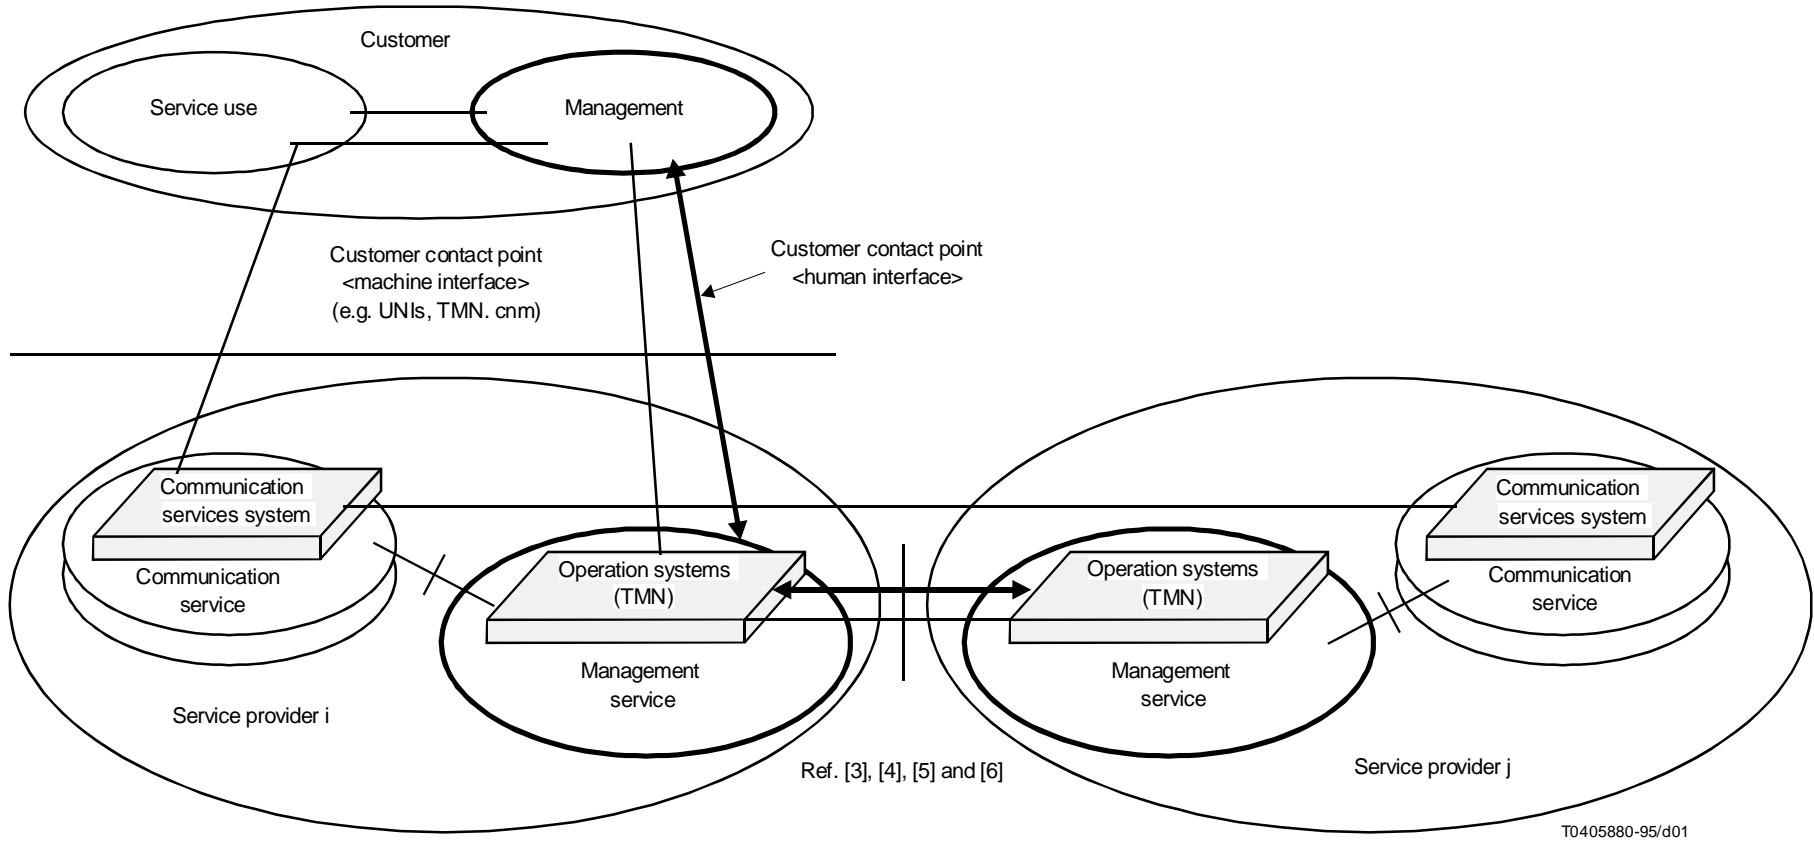 Customer
Service use
Management
Customer contact point
<machine interface>
(e.g. UNIs, TMN. cnm)
Customer contact point
<human interface>
Communication
services system
Communication
service
Operation systems
(TMN)
Management
service
Service provider i
Operation systems
(TMN)
Management
service
Communication
services system
Communication
service
Service provider j
Ref. [3], [4], [5] and [6]
T0405880-95/d01